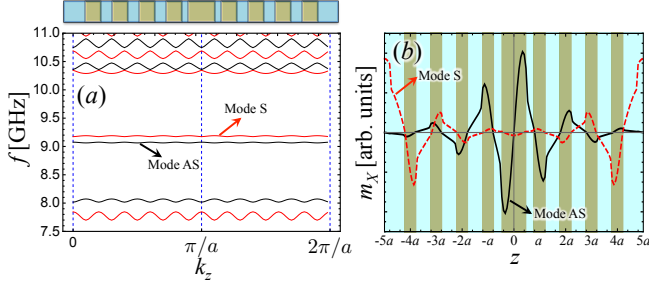 11.0
10.5
10.0
9.5
9.0
8.5
8.0
7.5
f [GHz]
(a)
Mode S
Mode AS
0
π/a
2π/a
k_z
(b)
Mode S
Mode AS
m_X [arb. units]
-5a -4a -3a -2a -a 0 a 2a 3a 4a 5a
z